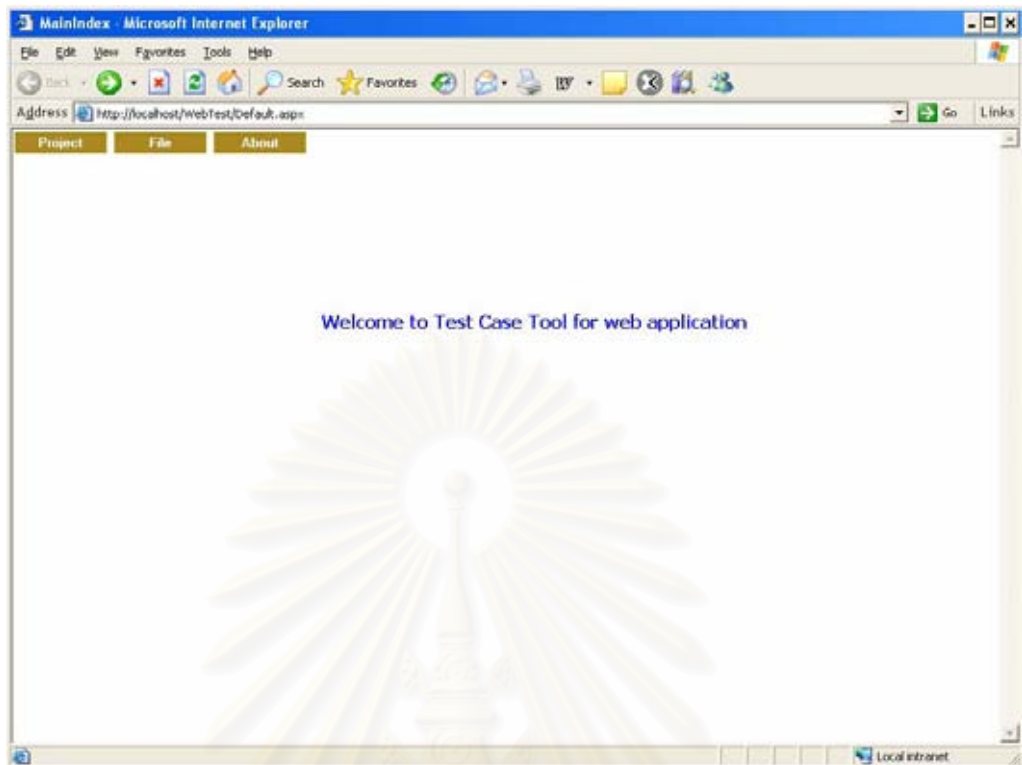 MainIndex - Microsoft Internet Explorer
File Edit View Favorites Tools Help
Back Search Favorites
Address http://localhost/WebTest/Default.aspx Go Links
Project File About
Welcome to Test Case Tool for web application
Local intranet